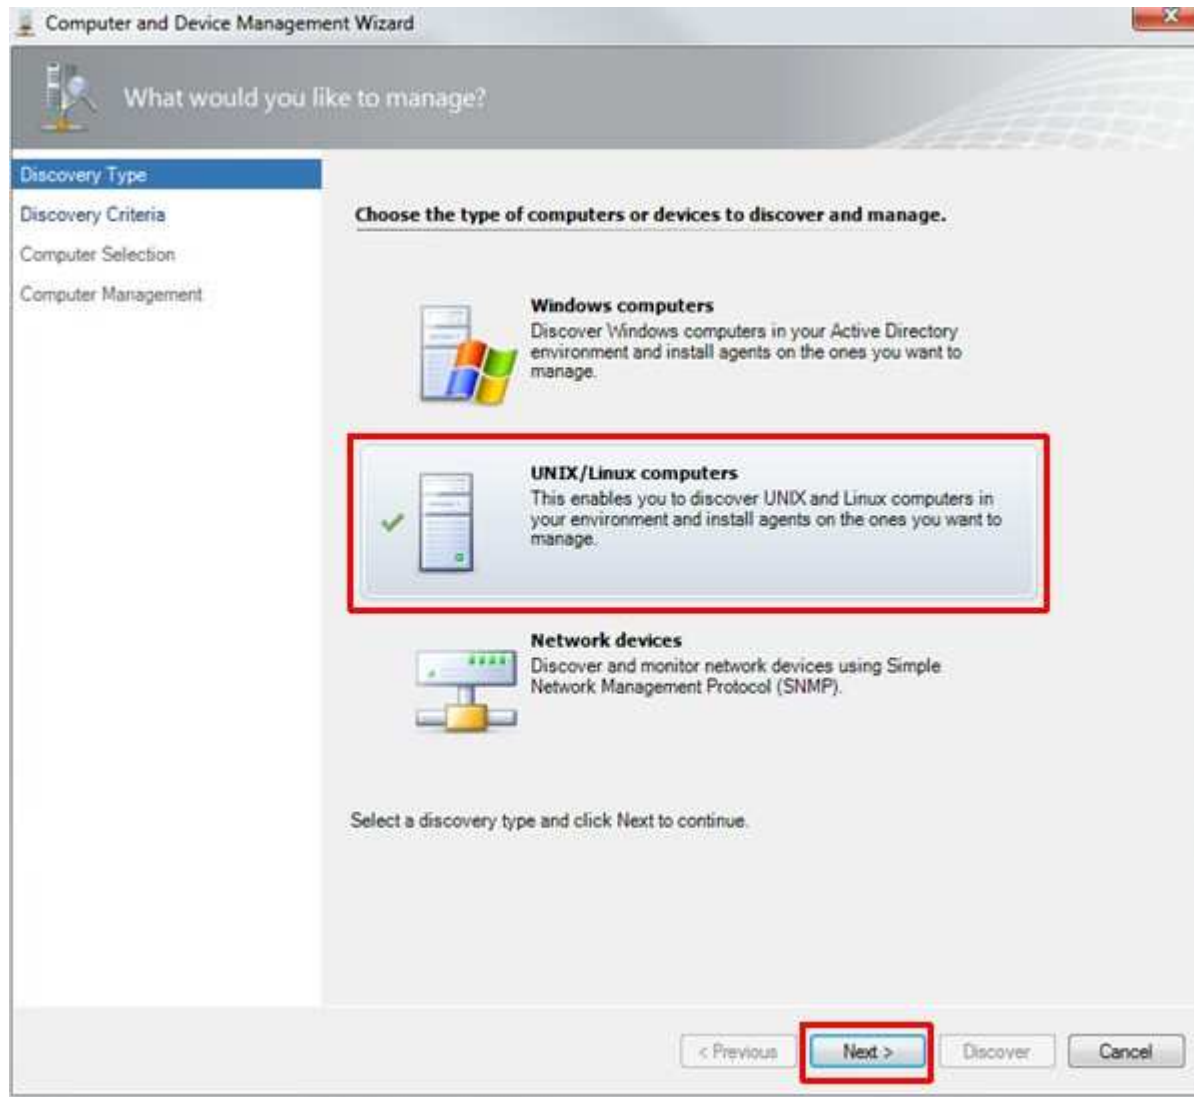 Computer and Device Management Wizard
What would you like to manage?
Discovery Type
Discovery Criteria
Computer Selection
Computer Management
Choose the type of computers or devices to discover and manage.
Windows computers
Discover Windows computers in your Active Directory
environment and install agents on the ones you want to
manage.
UNIX/Linux computers
This enables you to discover UNIX and Linux computers in
your environment and install agents on the ones you want to
manage.
Network devices
Discover and monitor network devices using Simple
Network Management Protocol (SNMP).
Select a discovery type and click Next to continue.
< Previous
Next >
Discover
Cancel